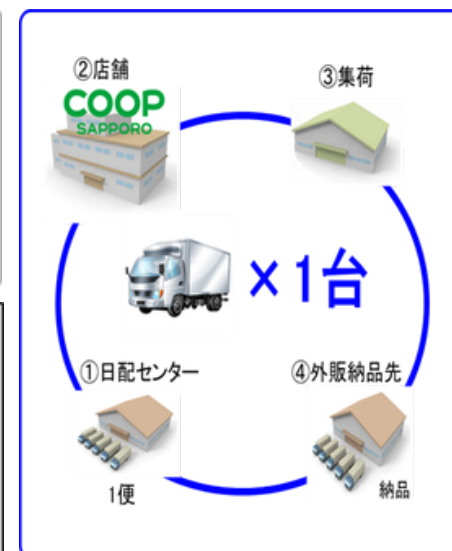 ②店舗
COOP
SAPPORO
③集荷
×1台
①日配センター
1便
④外販納品先
納品